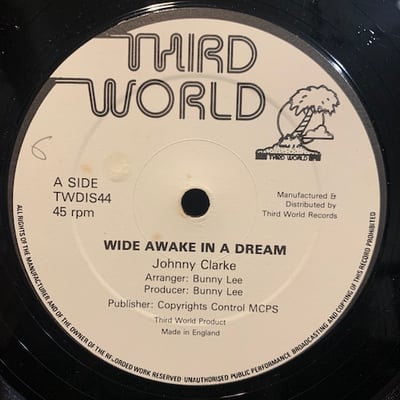 THIRD
WORLD
THIRD WORLD
A SIDE
TWDIS44
45 rpm
Manufactured &
Distributed by
Third World Records
WIDE AWAKE IN A DREAM
Johnny Clarke
Arranger: Bunny Lee
Producer: Bunny Lee
Publisher: Copyrights Control MCPS
Third World Product
Made in England
ALL RIGHTS OF THE MANUFACTURER AND OF THE OWNER OF THE RECORDED WORK RESERVED UNAUTHORISED PUBLIC PERFORMANCE BROADCASTING AND COPYING OF THIS RECORD PROHIBITED
6